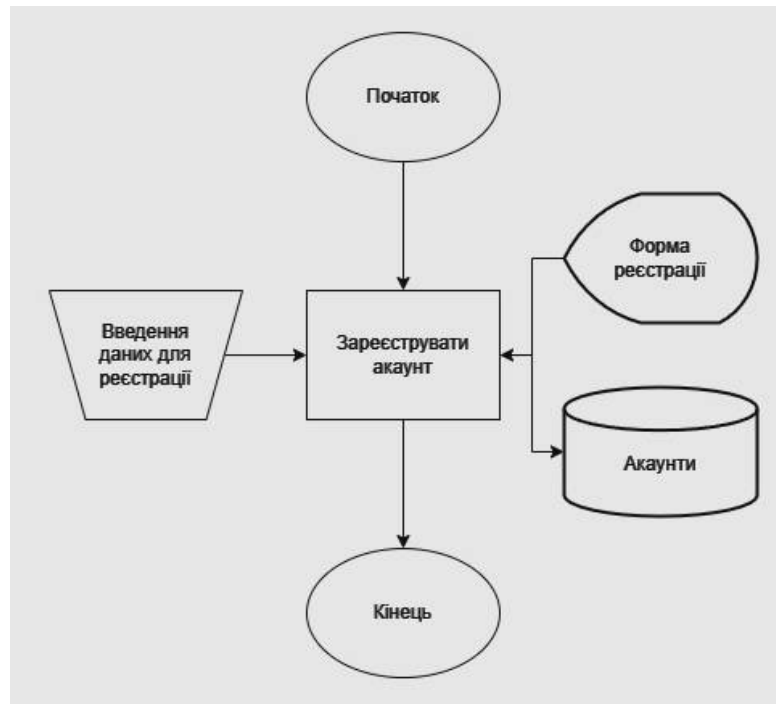 Початок
Форма
реєстрації
Введення
даних для
реєстрації
Зареєструвати
акаунт
Акаунти
Кінець